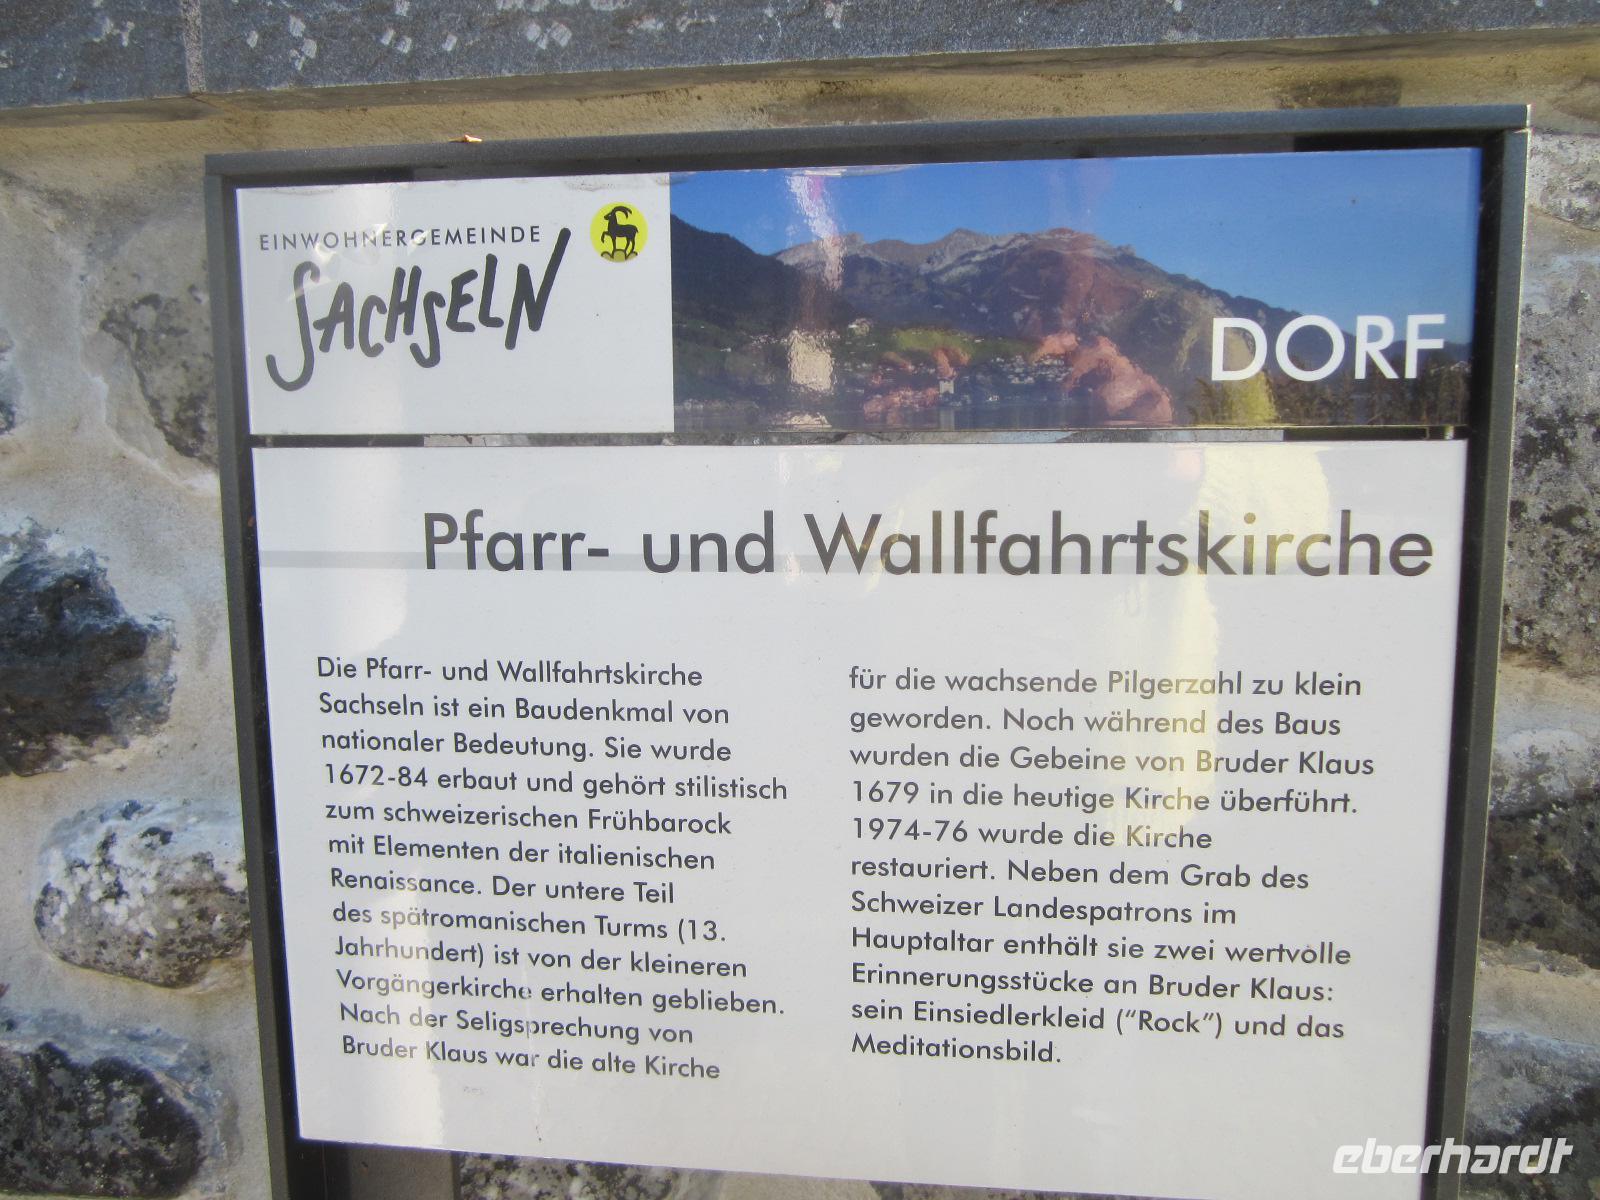 EINWOHNERGEMEINDE
SACHSELN
DORF
Pfarr- und Wallfahrtskirche
Die Pfarr- und Wallfahrtskirche
Sachseln ist ein Baudenkmal von
nationaler Bedeutung. Sie wurde
1672-84 erbaut und gehört stilistisch
zum schweizerischen Frühbarock
mit Elementen der italienischen
Renaissance. Der untere Teil
des spätromanischen Turms (13.
Jahrhundert) ist von der kleineren
Vorgängerkirche erhalten geblieben.
Nach der Seligsprechung von
Bruder Klaus war die alte Kirche
für die wachsende Pilgerzahl zu klein
geworden. Noch während des Baus
wurden die Gebeine von Bruder Klaus
1679 in die heutige Kirche überführt.
1974-76 wurde die Kirche
restauriert. Neben dem Grab des
Schweizer Landespatrons im
Hauptaltar enthält sie zwei wertvolle
Erinnerungsstücke an Bruder Klaus:
sein Einsiedlerkleid (“Rock”) und das
Meditationsbild.
eberhardt